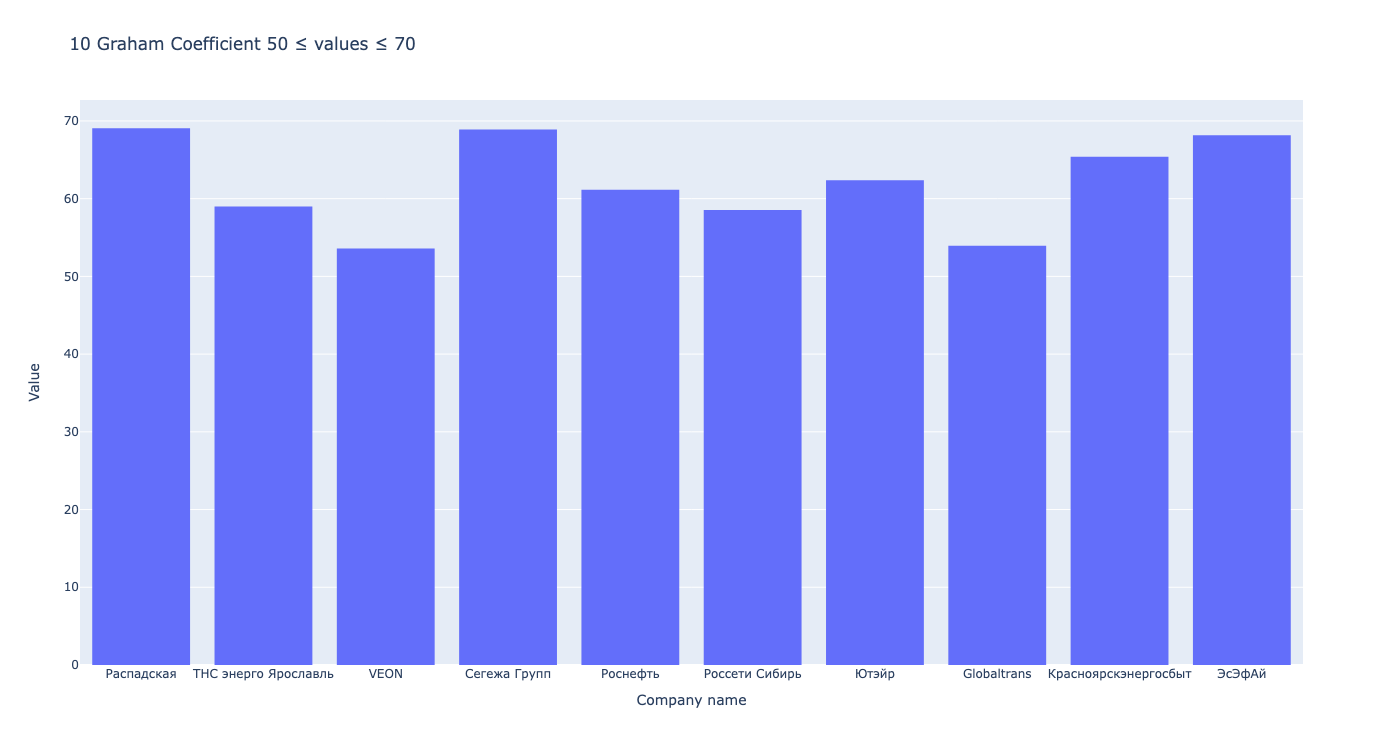 10 Graham Coefficient 50 ≤ values ≤ 70
70
60
50
40
30
20
10
0
Value
Распадская
ТНС энерго Ярославль
VEON
Сегежа Групп
Роснефть
Россети Сибирь
Ютэйр
Globaltrans
Красноярскэнергосбыт
ЭсЭфАй
Company name